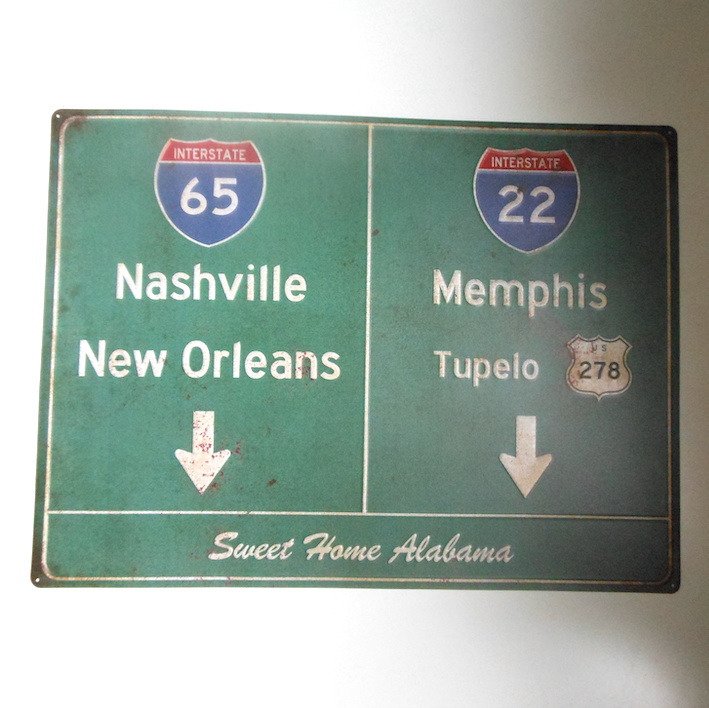 INTERSTATE
65
Nashville
New Orleans
INTERSTATE
22
Memphis
Tupelo
US
278
Sweet Home Alabama